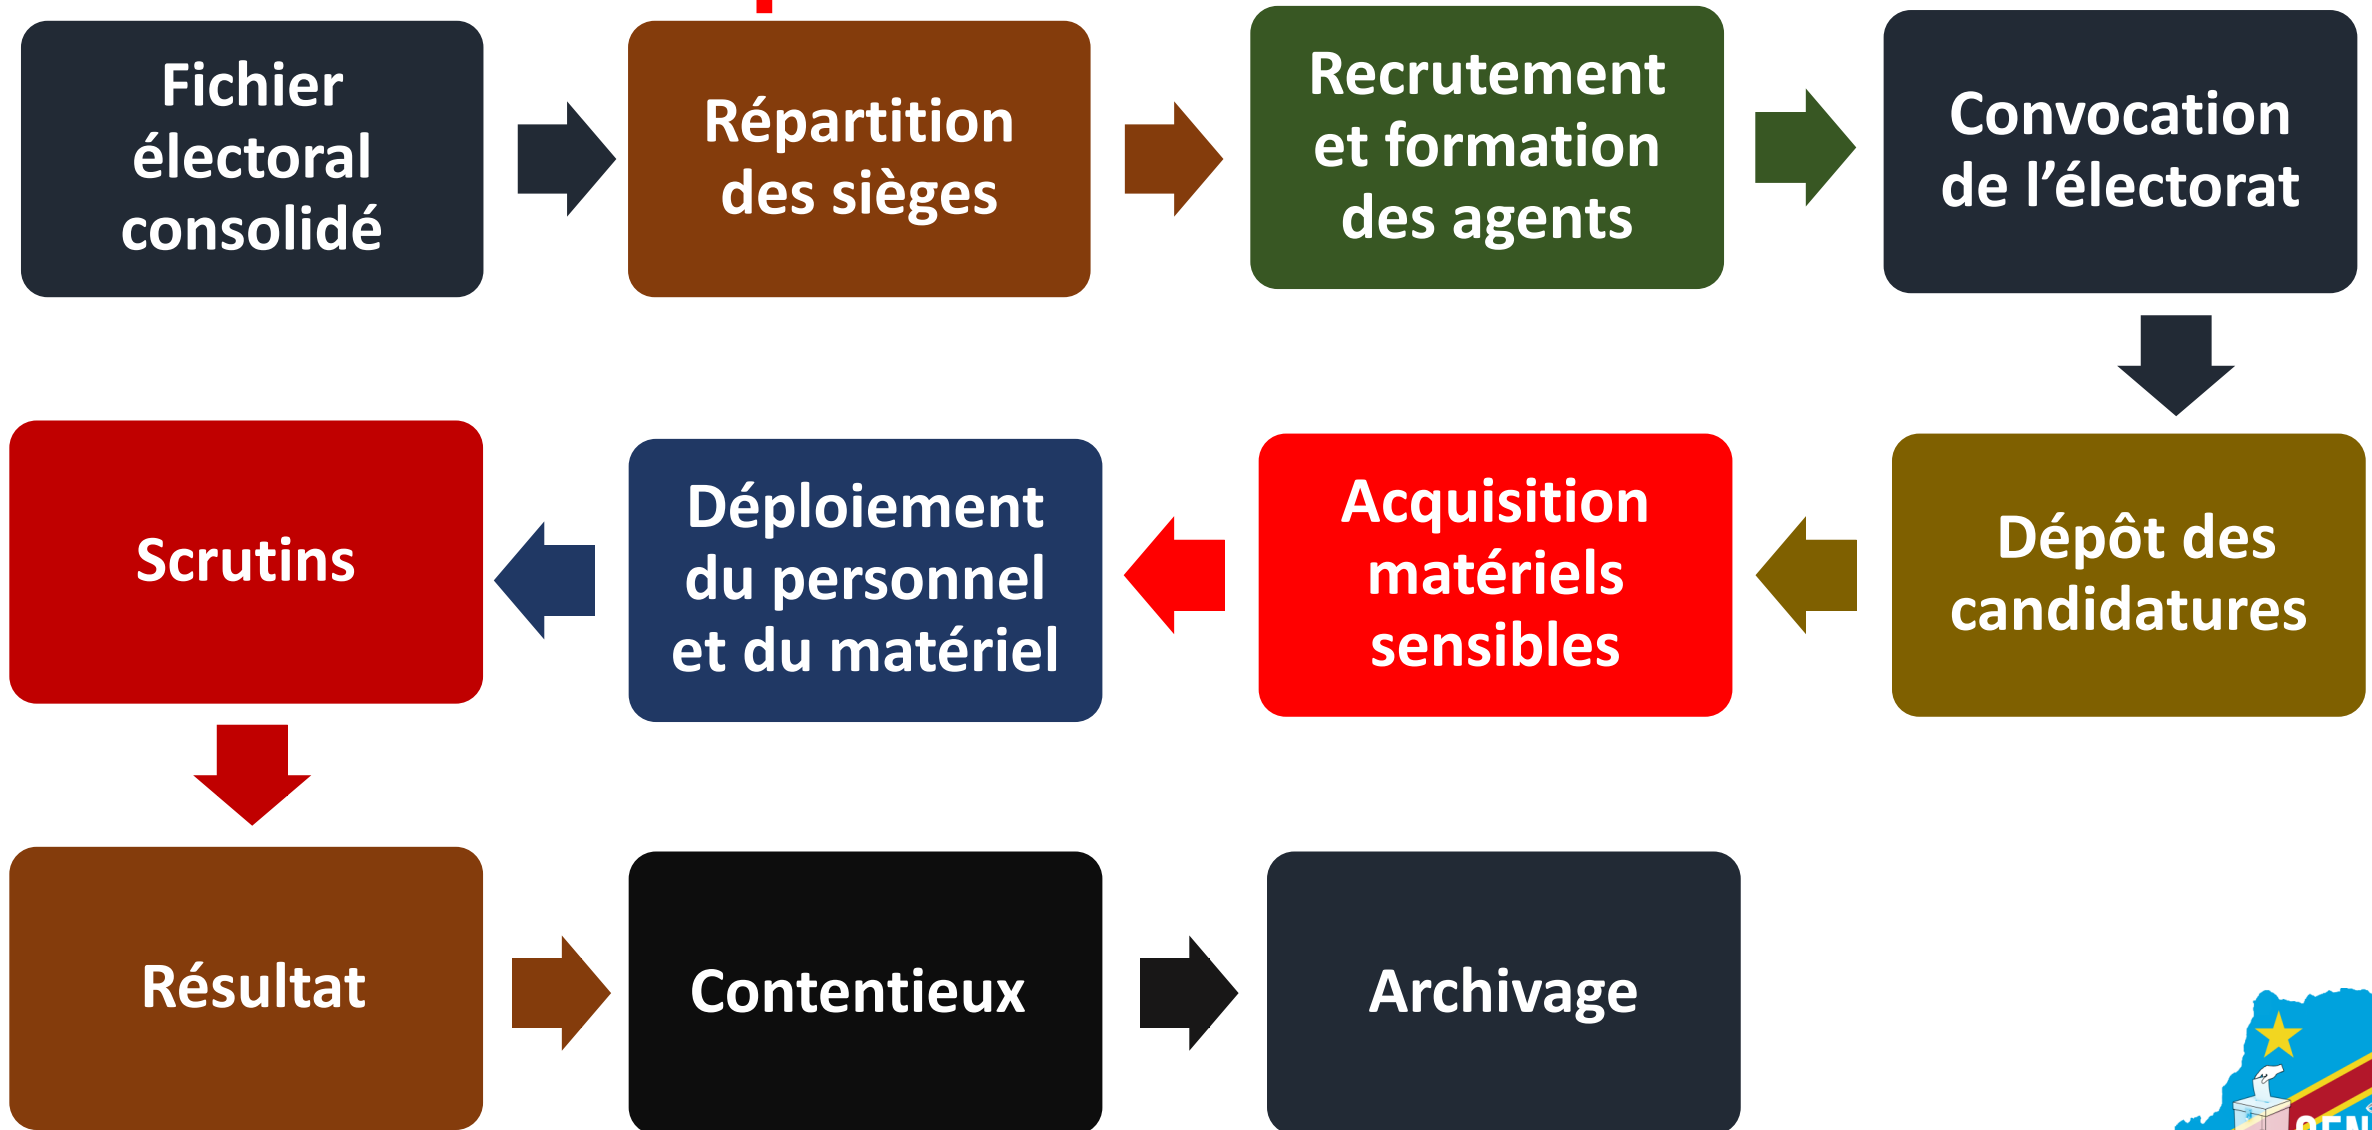 Fichier
électoral
consolidé
Répartition
des sièges
Recrutement
et formation
des agents
Convocation
de l’électorat
Dépôt des
candidatures
Acquisition
matériels
sensibles
Déploiement
du personnel
et du matériel
Scrutins
Résultat
Contentieux
Archivage